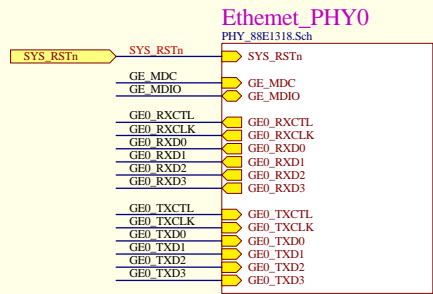 Ethemet_PHY0
PHY_88E1318.Sch
SYS_RSTn SYS_RSTn SYS_RSTn
GE_MDC GE_MDC
GE_MDIO GE_MDIO
GE0_RXCTL GE0_RXCTL
GE0_RXCLK GE0_RXCLK
GE0_RXD0 GE0_RXD0
GE0_RXD1 GE0_RXD1
GE0_RXD2 GE0_RXD2
GE0_RXD3 GE0_RXD3
GE0_TXCTL GE0_TXCTL
GE0_TXCLK GE0_TXCLK
GE0_TXD0 GE0_TXD0
GE0_TXD1 GE0_TXD1
GE0_TXD2 GE0_TXD2
GE0_TXD3 GE0_TXD3